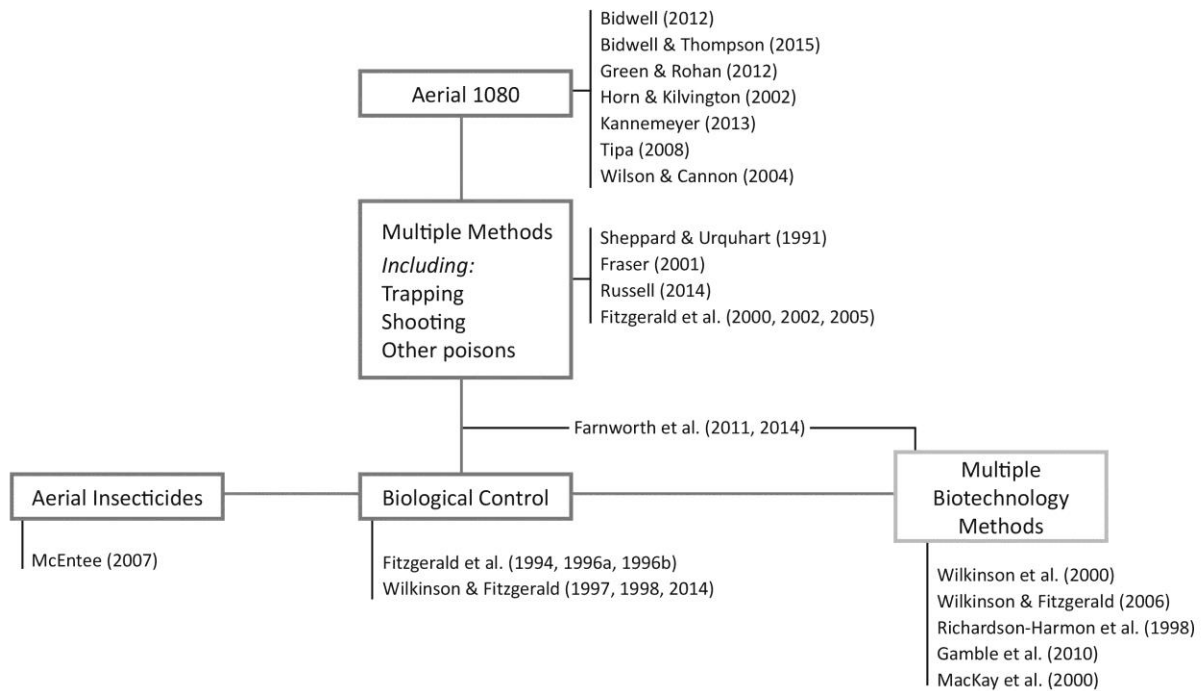 Aerial 1080
Bidwell (2012)
Bidwell & Thompson (2015)
Green & Rohan (2012)
Horn & Kilvington (2002)
Kannemeyer (2013)
Tipa (2008)
Wilson & Cannon (2004)
Multiple Methods
Including:
Trapping
Shooting
Other poisons
Sheppard & Urquhart (1991)
Fraser (2001)
Russell (2014)
Fitzgerald et al. (2000, 2002, 2005)
Farnworth et al. (2011, 2014)
Aerial Insecticides
McEntee (2007)
Biological Control
Fitzgerald et al. (1994, 1996a, 1996b)
Wilkinson & Fitzgerald (1997, 1998, 2014)
Multiple
Biotechnology
Methods
Wilkinson et al. (2000)
Wilkinson & Fitzgerald (2006)
Richardson-Harmon et al. (1998)
Gamble et al. (2010)
MacKay et al. (2000)